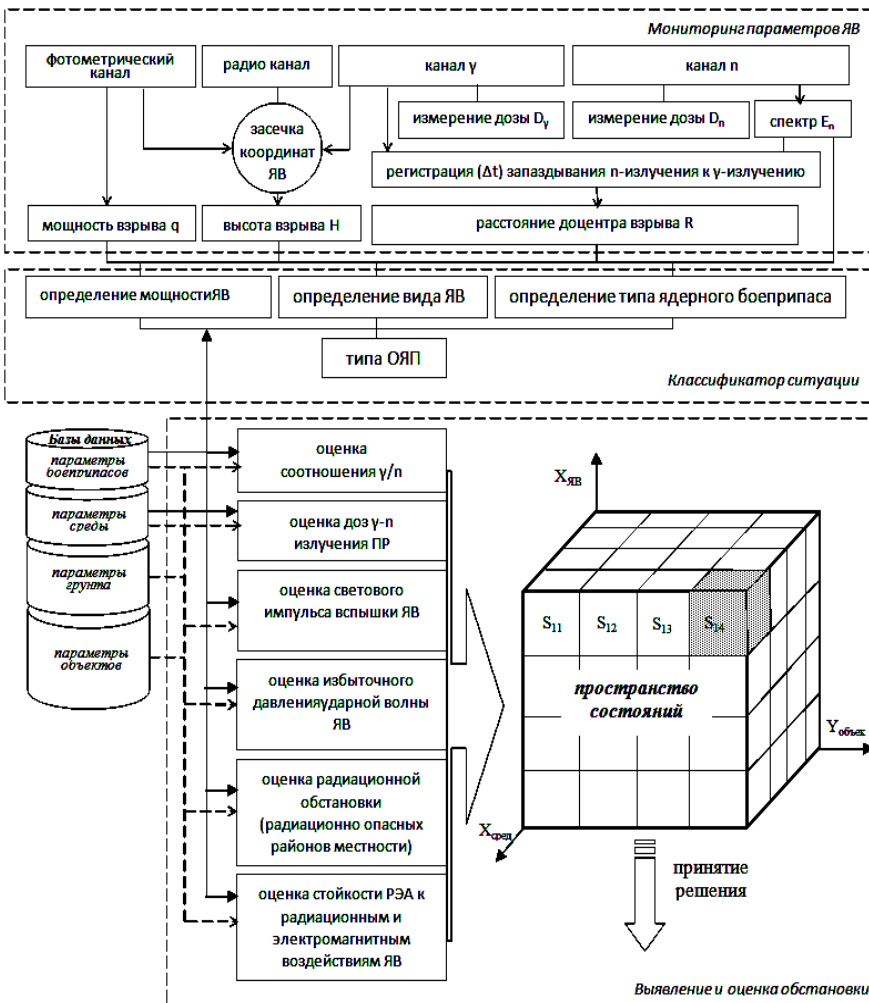 Мониторинг параметров ЯВ
фотометрический
канал
радио канал
канал γ
канал n
засечка
координат
ЯВ
измерение дозы Dγ
измерение дозы Dn
спектр En
регистрация (Δt) запаздывания n-излучения к γ-излучению
мощность взрыва q
высота взрыва H
расстояние доцентра взрыва R
определение мощностиЯВ
определение вида ЯВ
определение типа ядерного боеприпаса
типа ОЯП
Классификатор ситуации
Базы данных
параметры
боеприпасов
параметры
среды
параметры
грунта
параметры
объектов
оценка
соотношения γ/n
оценка доз γ-n
излучения ПР
оценка светового
импульса вспышки ЯВ
оценка избыточного
давленияударной волны
ЯВ
оценка радиационной
обстановки
(радиационно опасных
районов местности)
оценка стойкости РЭА к
радиационным и
электромагнитным
воздействиям ЯВ
XЯВ
S11
S12
S13
S14
пространство
состояний
Yобъех
Xсред
принятие
решения
Выявление и оценка обстановки